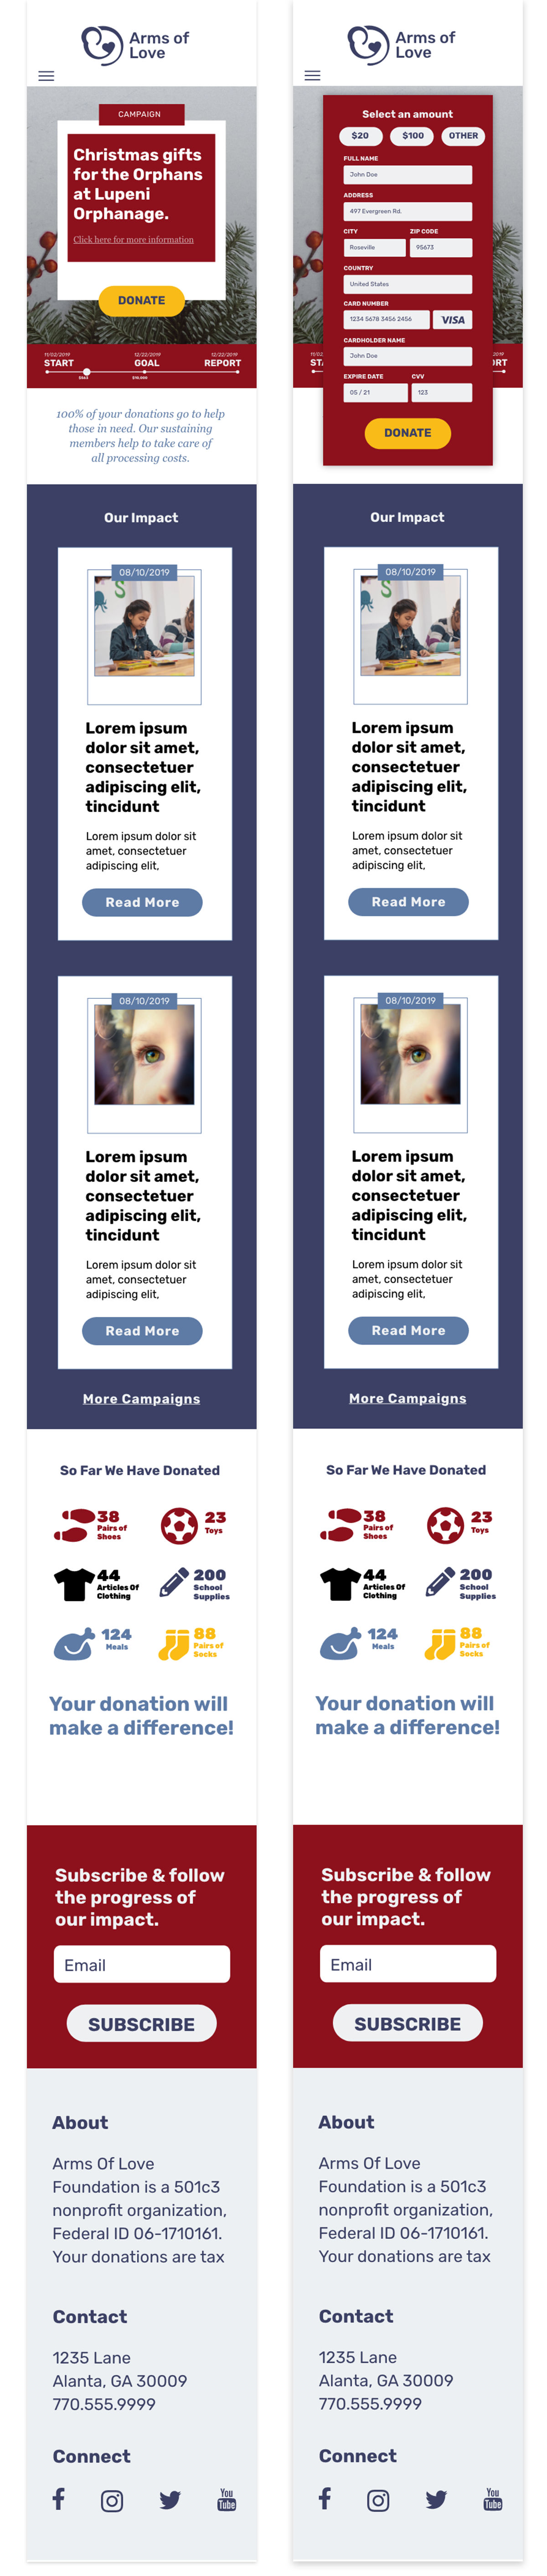 Arms of
Love
CAMPAIGN
Christmas gifts
for the Orphans
at Lupeni
Orphanage.
Click here for more information
DONATE
11/02/2019 12/22/2019 12/22/2019
START GOAL REPORT
$563 $10,000
100% of your donations go to help
those in need. Our sustaining
members help to take care of
all processing costs.
Our Impact
08/10/2019
S
Lorem ipsum
dolor sit amet,
consectetuer
adipiscing elit,
tincidunt
Lorem ipsum dolor sit
amet, consectetuer
adipiscing elit,
Read More
08/10/2019
Lorem ipsum
dolor sit amet,
consectetuer
adipiscing elit,
tincidunt
Lorem ipsum dolor sit
amet, consectetuer
adipiscing elit,
Read More
More Campaigns
So Far We Have Donated
38
Pairs of
Shoes
23
Toys
44
Articles Of
Clothing
200
School
Supplies
124
Meals
88
Pairs of
Socks
Your donation will
make a difference!
Subscribe & follow
the progress of
our impact.
Email
SUBSCRIBE
About
Arms Of Love
Foundation is a 501c3
nonprofit organization,
Federal ID 06-1710161.
Your donations are tax
Contact
1235 Lane
Alanta, GA 30009
770.555.9999
Connect
You
Tube
Arms of
Love
Select an amount
$20 $100 OTHER
FULL NAME
John Doe
ADDRESS
497 Evergreen Rd.
CITY ZIP CODE
Roseville 95673
COUNTRY
United States
CARD NUMBER
1234 5678 3456 2456 VISA
CARDHOLDER NAME
John Doe
EXPIRE DATE CVV
05 / 21 123
DONATE
11/02 2019
STA RT
Our Impact
08/10/2019
S
Lorem ipsum
dolor sit amet,
consectetuer
adipiscing elit,
tincidunt
Lorem ipsum dolor sit
amet, consectetuer
adipiscing elit,
Read More
08/10/2019
Lorem ipsum
dolor sit amet,
consectetuer
adipiscing elit,
tincidunt
Lorem ipsum dolor sit
amet, consectetuer
adipiscing elit,
Read More
More Campaigns
So Far We Have Donated
38
Pairs of
Shoes
23
Toys
44
Articles Of
Clothing
200
School
Supplies
124
Meals
88
Pairs of
Socks
Your donation will
make a difference!
Subscribe & follow
the progress of
our impact.
Email
SUBSCRIBE
About
Arms Of Love
Foundation is a 501c3
nonprofit organization,
Federal ID 06-1710161.
Your donations are tax
Contact
1235 Lane
Alanta, GA 30009
770.555.9999
Connect
You
Tube